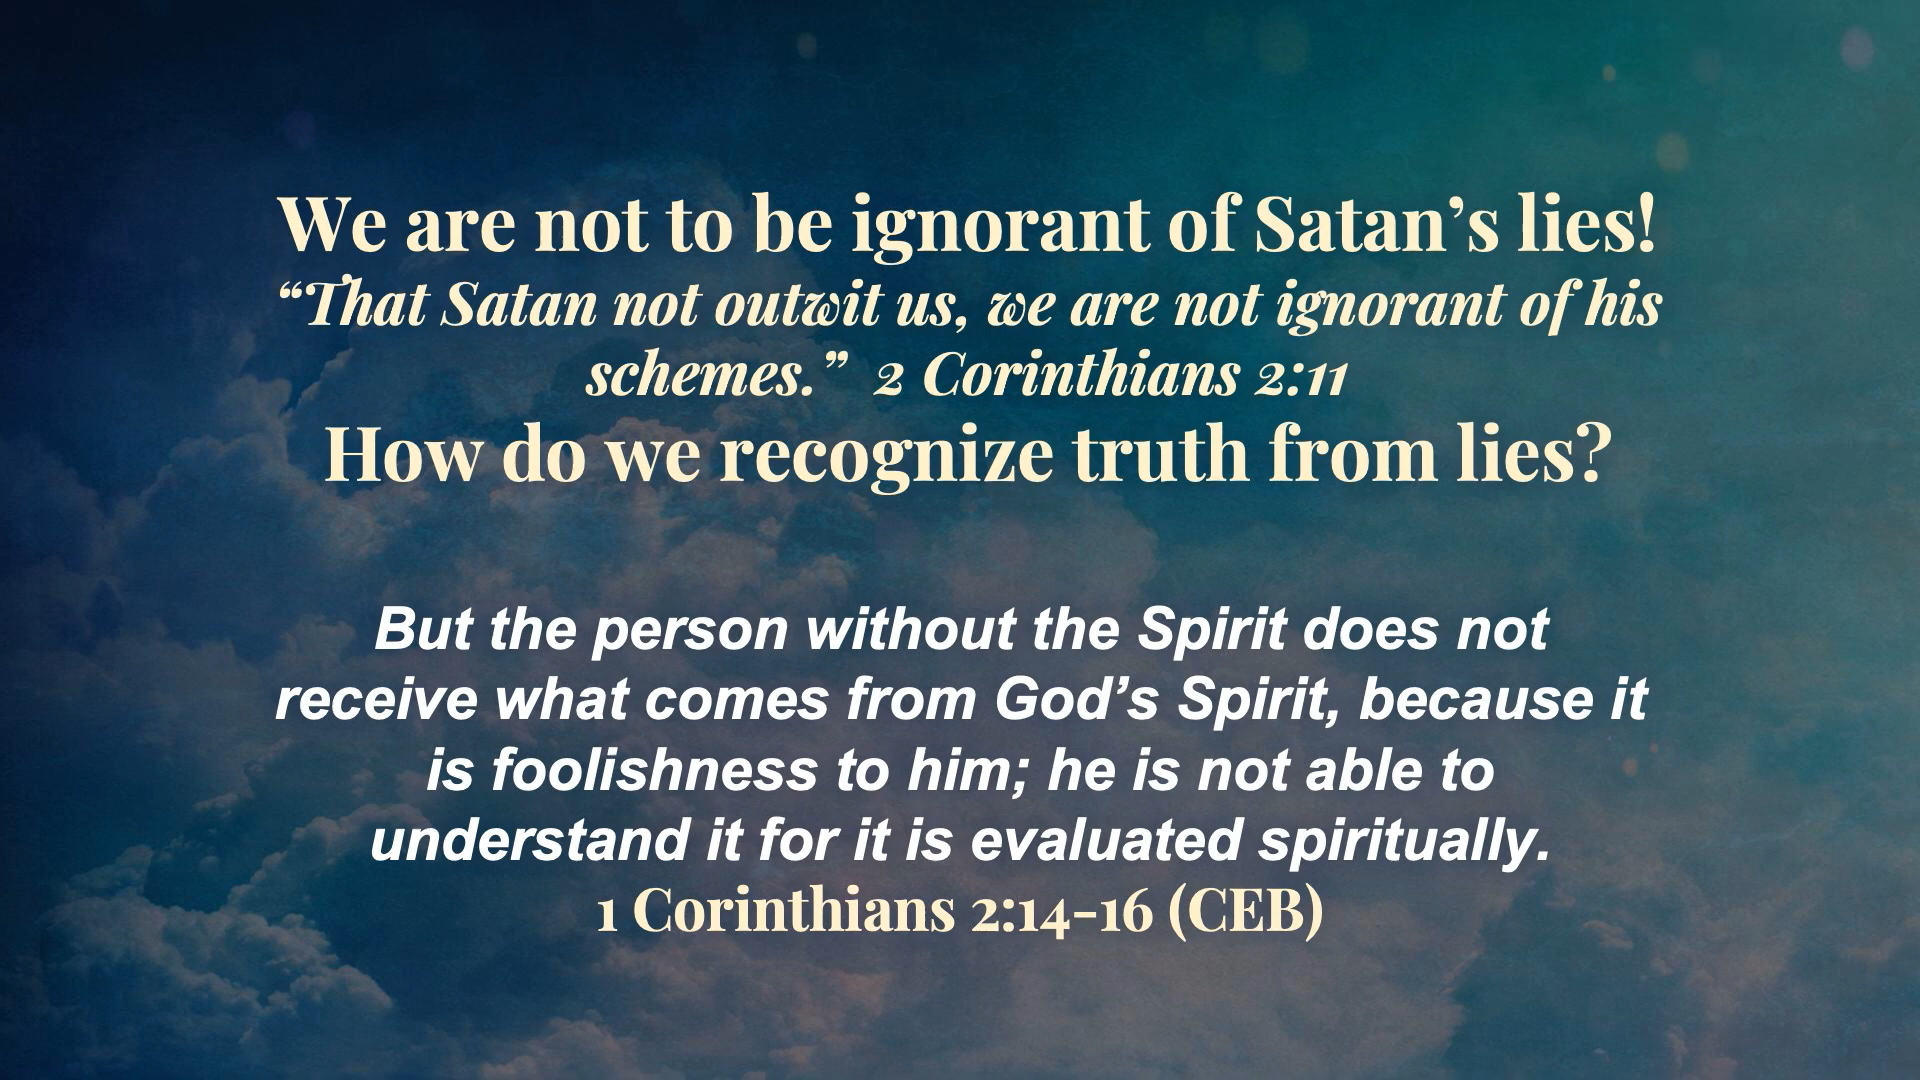 We are not to be ignorant of Satan’s lies!
“That Satan not outwit us, we are not ignorant of his
schemes.”  2 Corinthians 2:11
How do we recognize truth from lies?
But the person without the Spirit does not
receive what comes from God’s Spirit, because it
is foolishness to him; he is not able to
understand it for it is evaluated spiritually.
1 Corinthians 2:14-16 (CEB)